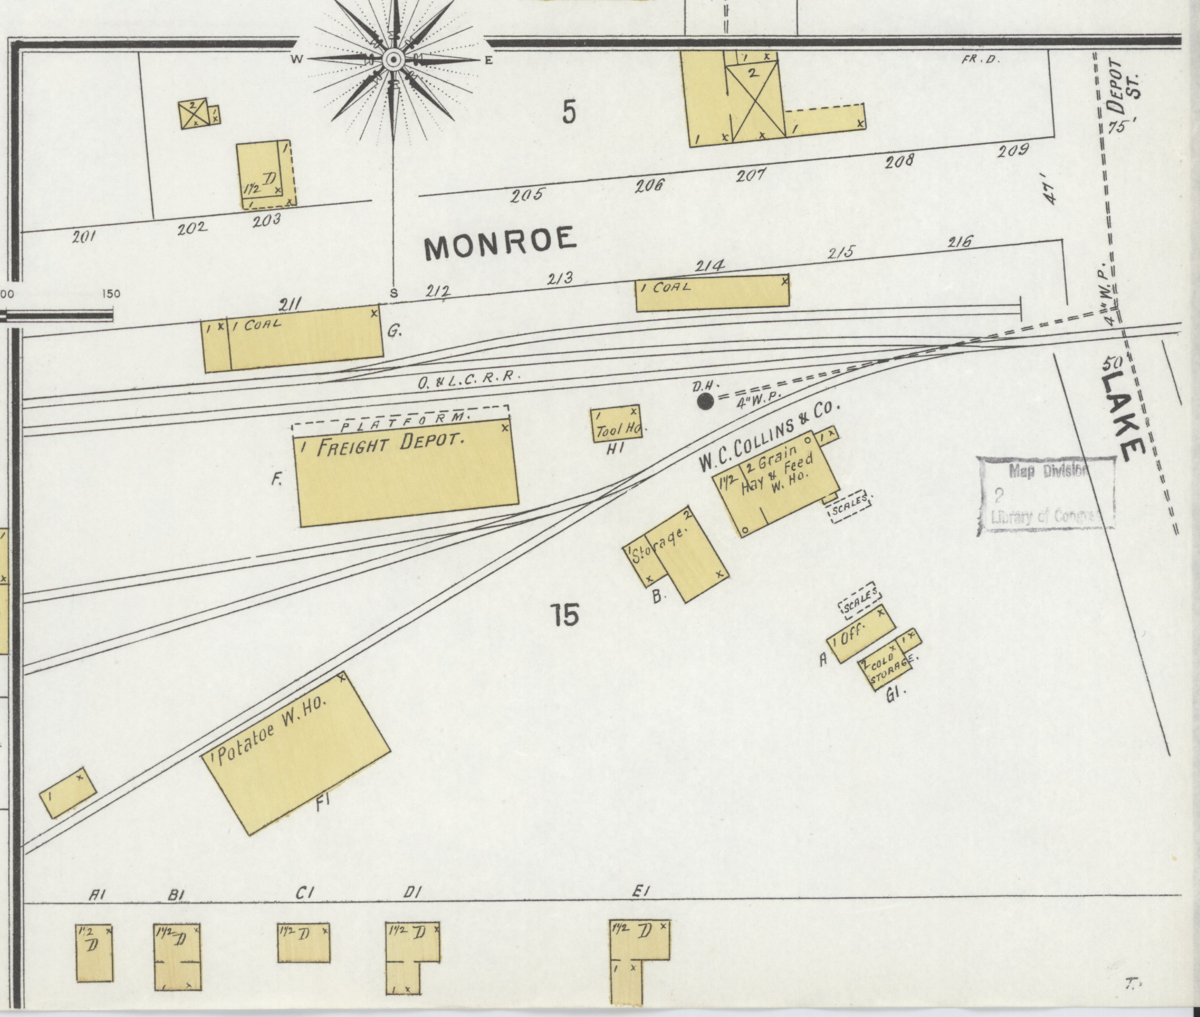 W
E
S
5
FR. D.
DEPOT ST.
75'
2
1
x
x
1½ D
1
x
1
x
1
x
2
1
x
x
1
x
201
202
203
205
206
207
208
209
47'
MONROE
150
211
212
213
214
215
216
1 x
1 COAL
x
G.
1 COAL
x
4" W.P.
50'
LAKE
O. & L. C. R. R.
D.H.
4" W.P.
PLATFORM.
1 FREIGHT DEPOT.
x
F.
1
x
Tool Ho.
H1
W. C. COLLINS & Co.
1½
2 Grain
Hay & Feed
W. Ho.
1 x
SCALES.
Map Division
2
Library of Congress
1
Storage.
2
x
x
B.
15
SCALES
1 Off.
x
A
2
COLD
STORAGE.
x
1 x
G1.
1 Potatoe W. Ho.
x
F1
1
x
A1
B1
C1
D1
E1
1½ x
D
1½ D x
1 x
1½ D x
1½ D x
1 x
1½ D x
1 x